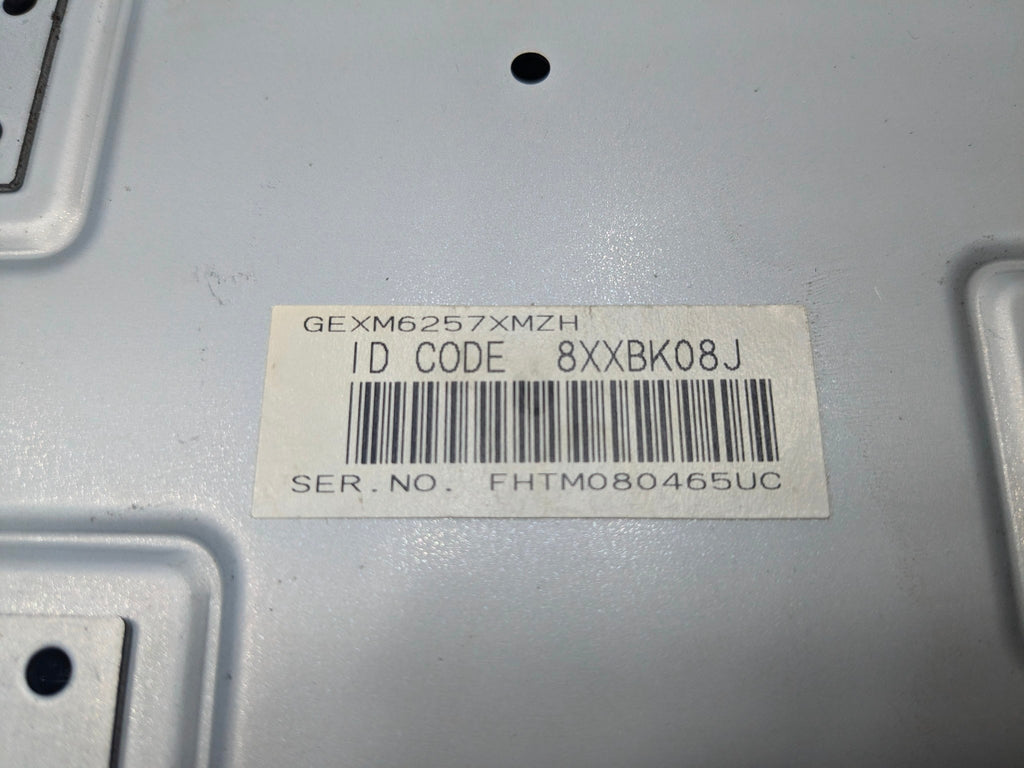 GEXM6257XMZH
ID CODE 8XXBK08J
SER.NO. FHTM080465UC